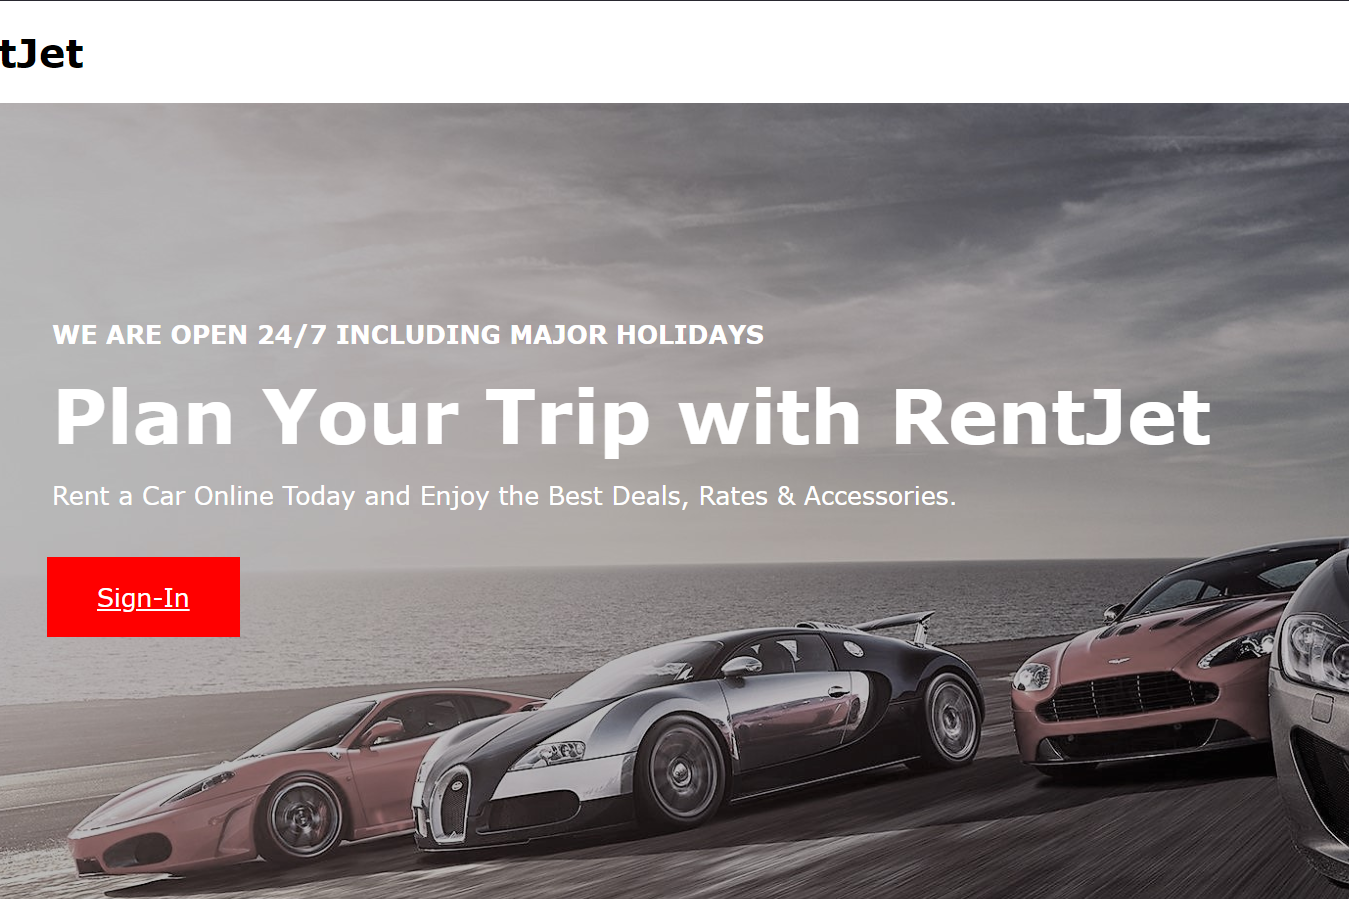 tJet
WE ARE OPEN 24/7 INCLUDING MAJOR HOLIDAYS
Plan Your Trip with RentJet
Rent a Car Online Today and Enjoy the Best Deals, Rates & Accessories.
Sign-In